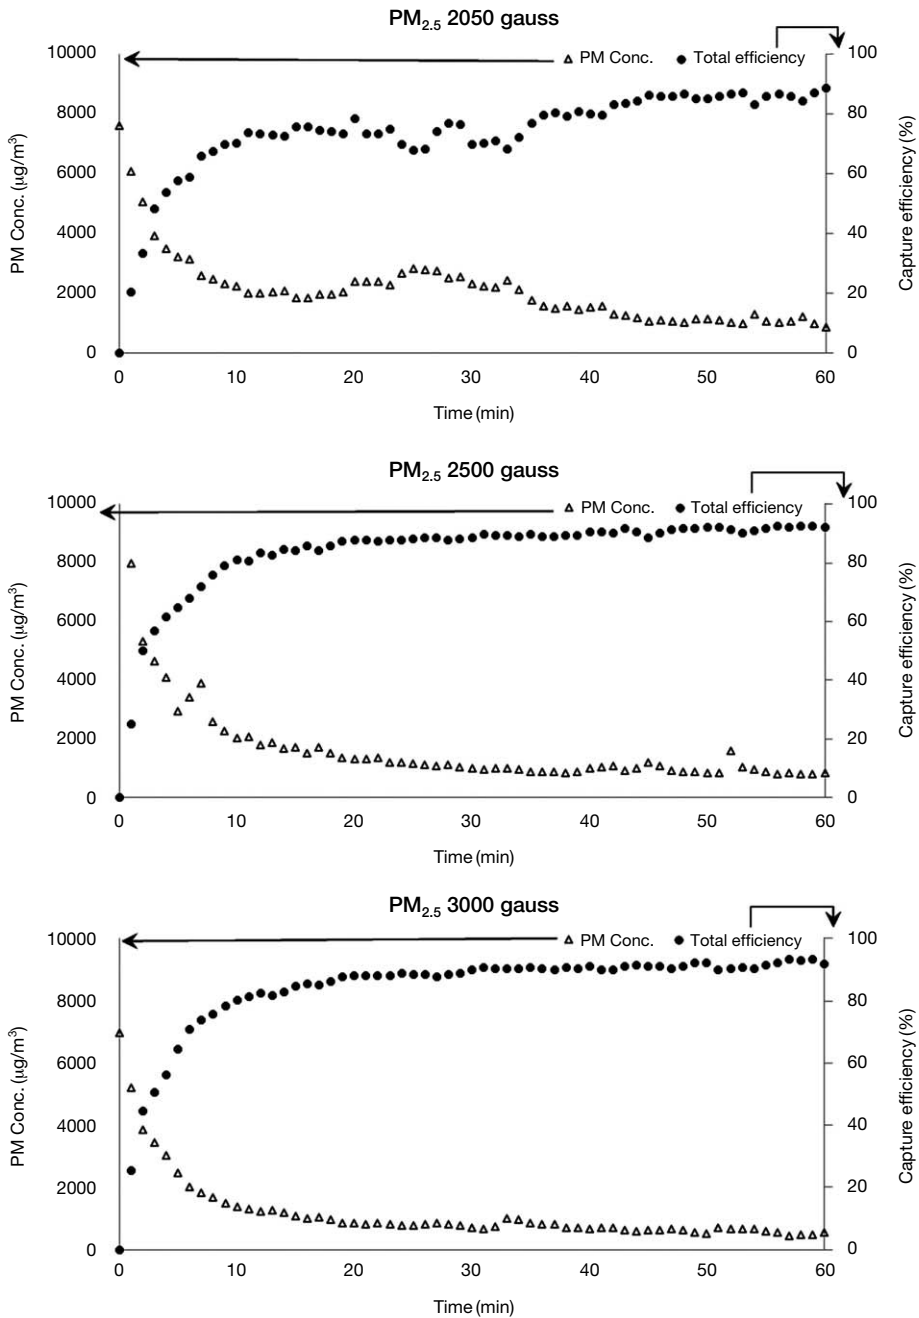 PM2.5 2050 gauss
PM Conc. Total efficiency
10000 100
8000 80
6000 60
4000 40
2000 20
0 0
PM Conc. (μg/m³)
Capture efficiency (%)
0 10 20 30 40 50 60
Time (min)
PM2.5 2500 gauss
PM Conc. Total efficiency
10000 100
8000 80
6000 60
4000 40
2000 20
0 0
PM Conc. (μg/m³)
Capture efficiency (%)
0 10 20 30 40 50 60
Time (min)
PM2.5 3000 gauss
PM Conc. Total efficiency
10000 100
8000 80
6000 60
4000 40
2000 20
0 0
PM Conc. (μg/m³)
Capture efficiency (%)
0 10 20 30 40 50 60
Time (min)